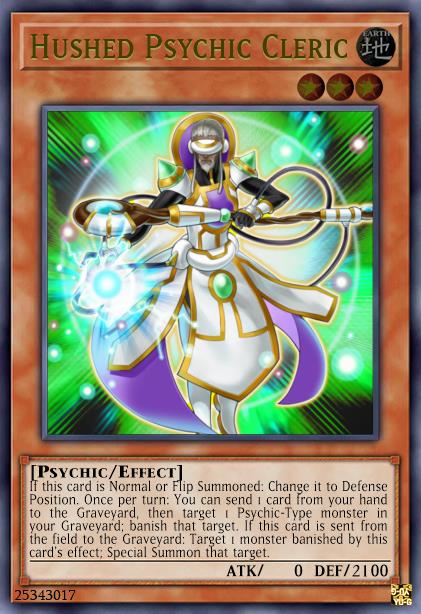 Hushed Psychic Cleric
EARTH
地
[Psychic/Effect]
If this card is Normal or Flip Summoned: Change it to Defense
Position. Once per turn: You can send 1 card from your hand
to the Graveyard, then target 1 Psychic-Type monster in
your Graveyard; banish that target. If this card is sent from
the field to the Graveyard: Target 1 monster banished by this
card's effect; Special Summon that target.
ATK/ 0 DEF/2100
25343017